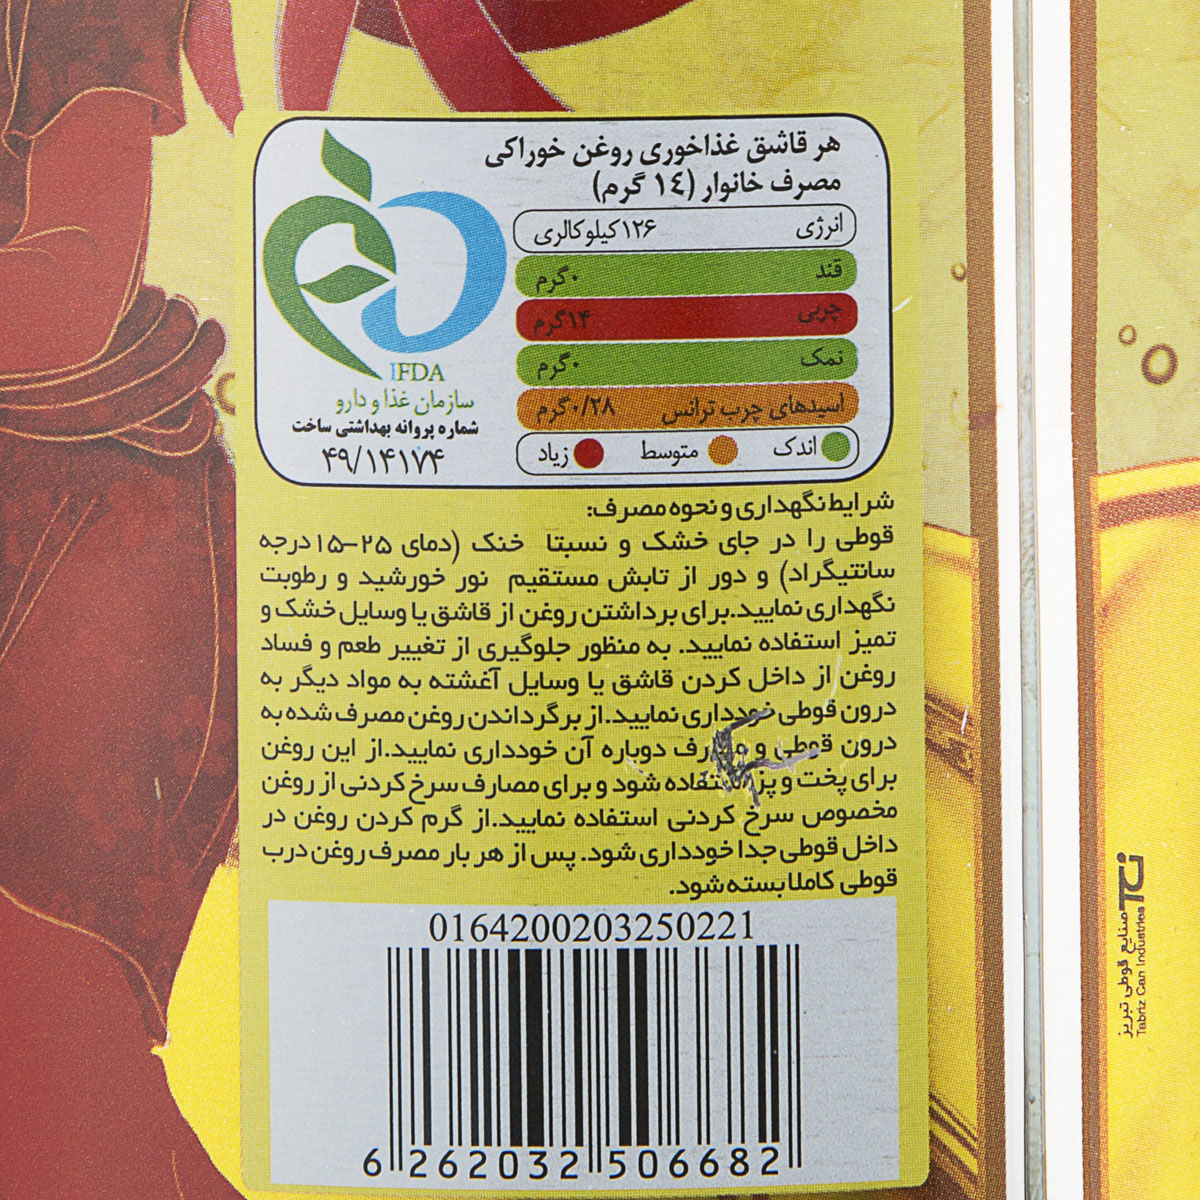 هر قاشق غذاخوری روغن خوراکی
مصرف خانوار (۱٤ گرم)
انرژی ۱۲۶کیلوکالری
قند ۰گرم
چربی ۱۴گرم
نمک ۰گرم
اسیدهای چرب ترانس ۰/۲۸گرم
اندک متوسط زیاد
IFDA
سازمان غذا و دارو
شماره پروانه بهداشتی ساخت
۴۹/۱۴۱۷۴
شرایط نگهداری و نحوه مصرف:
قوطی را در جای خشک و نسبتا خنک (دمای ۲۵-۱۵درجه
سانتیگراد) و دور از تابش مستقیم نور خورشید و رطوبت
نگهداری نمایید.برای برداشتن روغن از قاشق یا وسایل خشک و
تمیز استفاده نمایید. به منظور جلوگیری از تغییر طعم و فساد
روغن از داخل کردن قاشق یا وسایل آغشته به مواد دیگر به
درون قوطی خودداری نمایید.از برگرداندن روغن مصرف شده به
درون قوطی و مصرف دوباره آن خودداری نمایید.از این روغن
برای پخت و پز استفاده شود و برای مصارف سرخ کردنی از روغن
مخصوص سرخ کردنی استفاده نمایید.از گرم کردن روغن در
داخل قوطی جدا خودداری شود. پس از هر بار مصرف روغن درب
قوطی کاملا بسته شود.
0164200203250221
6 262032 506682
صنایع قوطی تبریز
Tabriz Can Industries